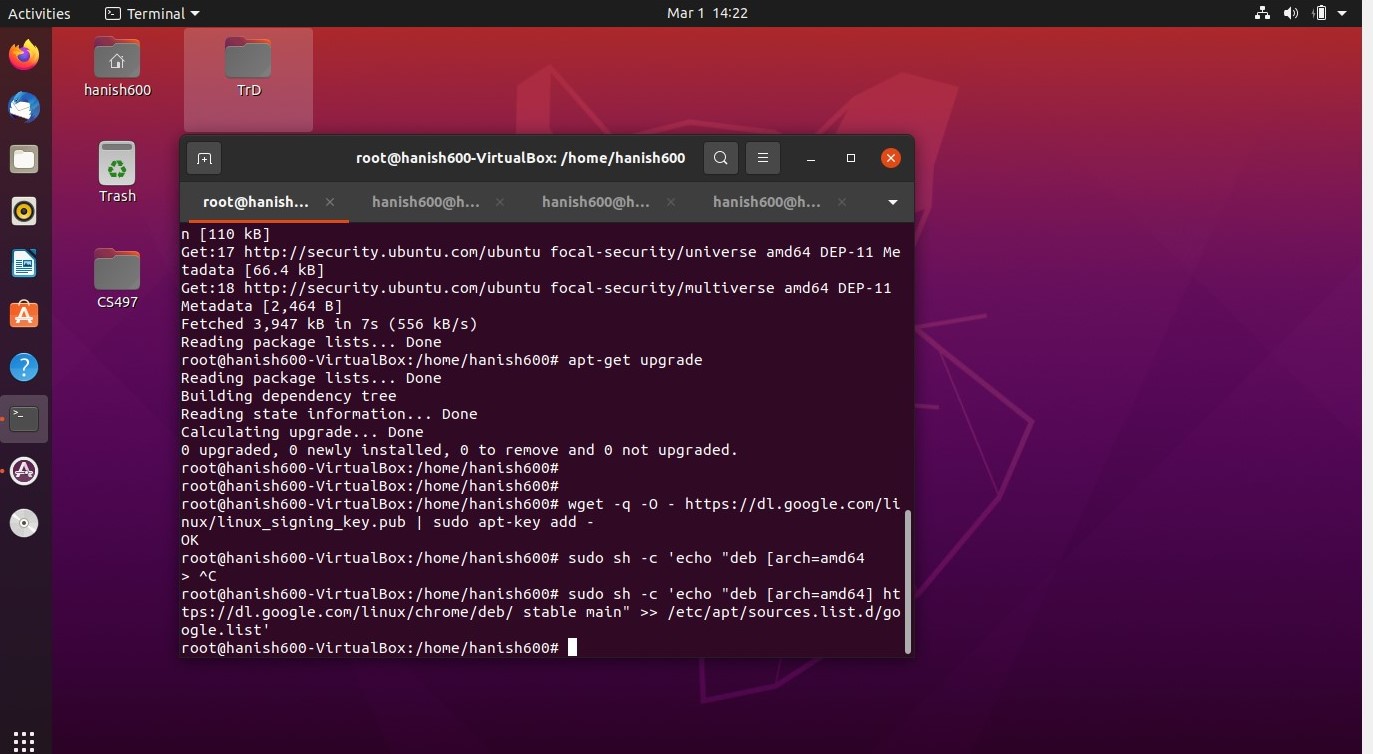 Activities
Terminal
Mar 1 14:22
hanish600
TrD
Trash
CS497
root@hanish600-VirtualBox: /home/hanish600
root@hanish...
hanish600@h...
hanish600@h...
hanish600@h...
n [110 kB]
Get:17 http://security.ubuntu.com/ubuntu focal-security/universe amd64 DEP-11 Me
tadata [66.4 kB]
Get:18 http://security.ubuntu.com/ubuntu focal-security/multiverse amd64 DEP-11
Metadata [2,464 B]
Fetched 3,947 kB in 7s (556 kB/s)
Reading package lists... Done
root@hanish600-VirtualBox:/home/hanish600# apt-get upgrade
Reading package lists... Done
Building dependency tree
Reading state information... Done
Calculating upgrade... Done
0 upgraded, 0 newly installed, 0 to remove and 0 not upgraded.
root@hanish600-VirtualBox:/home/hanish600#
root@hanish600-VirtualBox:/home/hanish600#
root@hanish600-VirtualBox:/home/hanish600# wget -q -O - https://dl.google.com/li
nux/linux_signing_key.pub | sudo apt-key add -
OK
root@hanish600-VirtualBox:/home/hanish600# sudo sh -c 'echo "deb [arch=amd64
> ^C
root@hanish600-VirtualBox:/home/hanish600# sudo sh -c 'echo "deb [arch=amd64] ht
tps://dl.google.com/linux/chrome/deb/ stable main" >> /etc/apt/sources.list.d/go
ogle.list'
root@hanish600-VirtualBox:/home/hanish600#